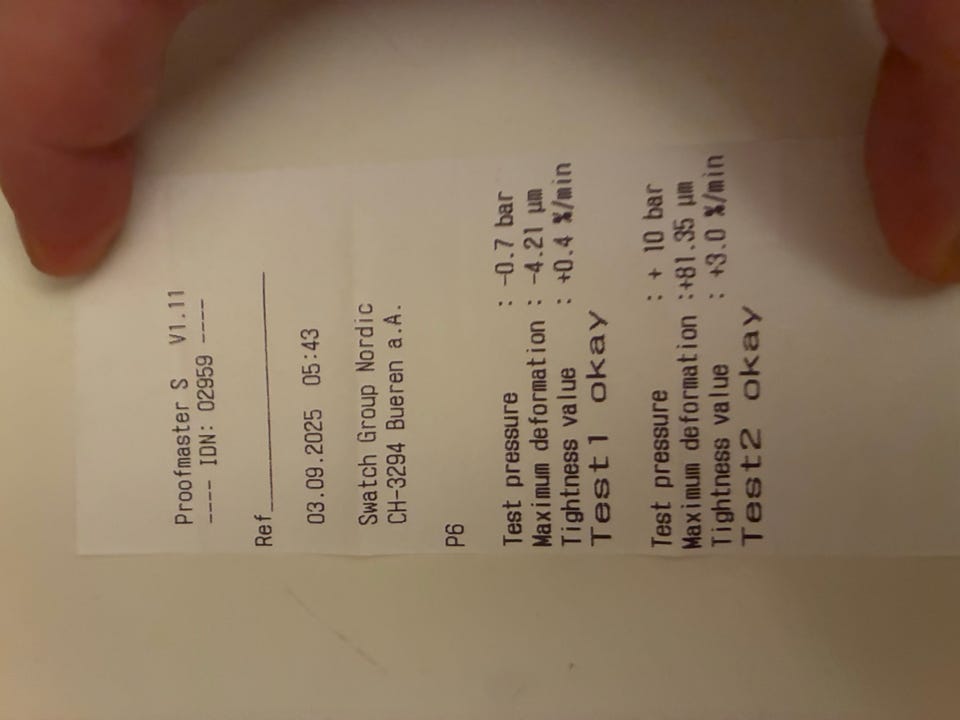 Proofmaster S V1.11
---- IDN: 02959 ----
Ref____________________
03.09.2025 05:43
Swatch Group Nordic
CH-3294 Bueren a.A.
P6
Test pressure : -0.7 bar
Maximum deformation : -4.21 µm
Tightness value : +0.4 %/min
Test1 okay
Test pressure : + 10 bar
Maximum deformation :+81.35 µm
Tightness value : +3.0 %/min
Test2 okay